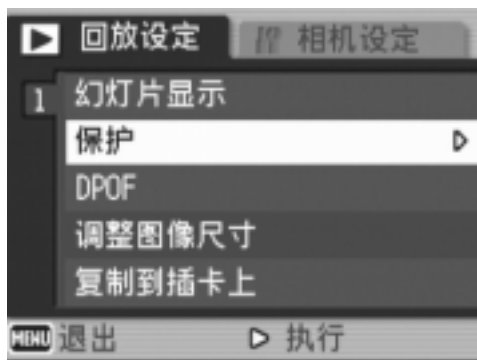 回放设定 相机设定
1 幻灯片显示
保护
DPOF
调整图像尺寸
复制到插卡上
MENU 退出 执行